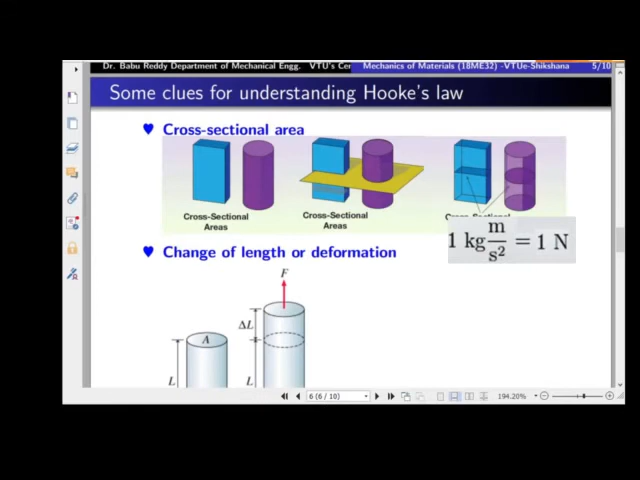 Dr. Babu Reddy Department of Mechanical Engg. VTU's Cen
Mechanics of Materials (18ME32) -VTUe-Shikshana
5/10
Some clues for understanding Hooke's law
♥ Cross-sectional area
Cross-Sectional
Areas
Cross-Sectional
Areas
Cross-Sectional
1 kg m/s² = 1 N
♥ Change of length or deformation
F
ΔL
A
L
L
6 (6 / 10)
194.20%